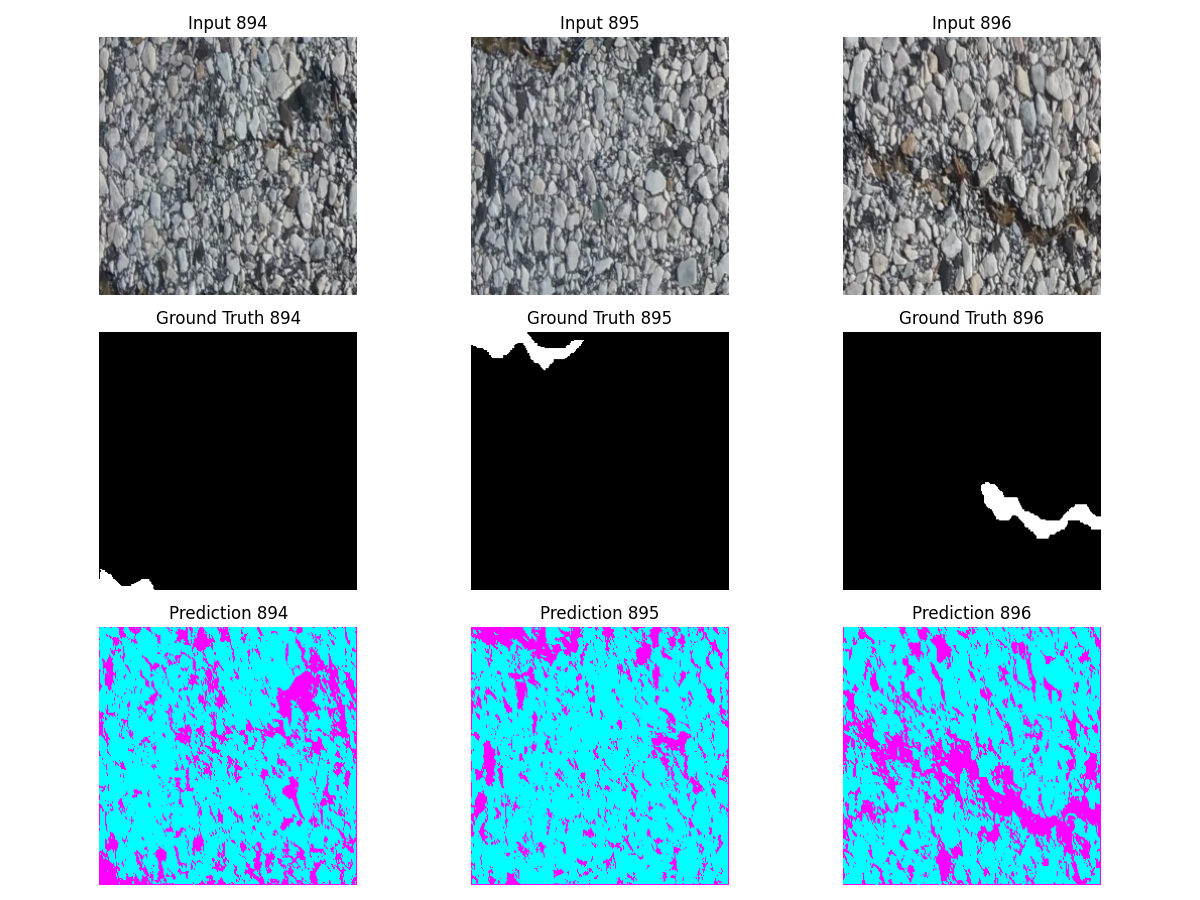 Input 894
Input 895
Input 896
Ground Truth 894
Ground Truth 895
Ground Truth 896
Prediction 894
Prediction 895
Prediction 896